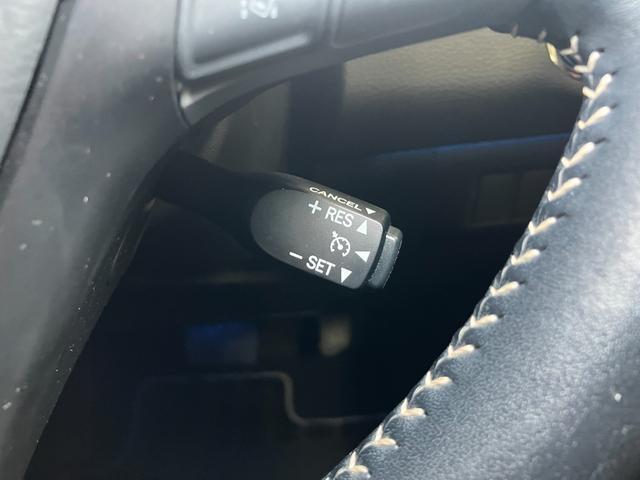 CANCEL▼
+ RES▲
− SET▼